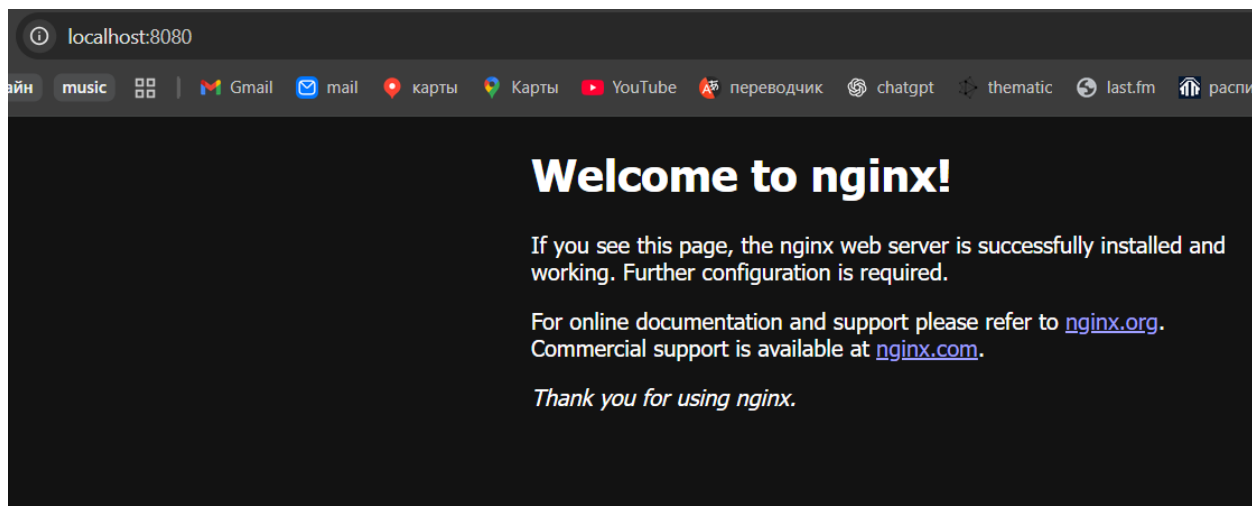 localhost:8080
айн music Gmail mail карты Карты YouTube переводчик chatgpt thematic last.fm распи
Welcome to nginx!
If you see this page, the nginx web server is successfully installed and
working. Further configuration is required.
For online documentation and support please refer to nginx.org.
Commercial support is available at nginx.com.
Thank you for using nginx.